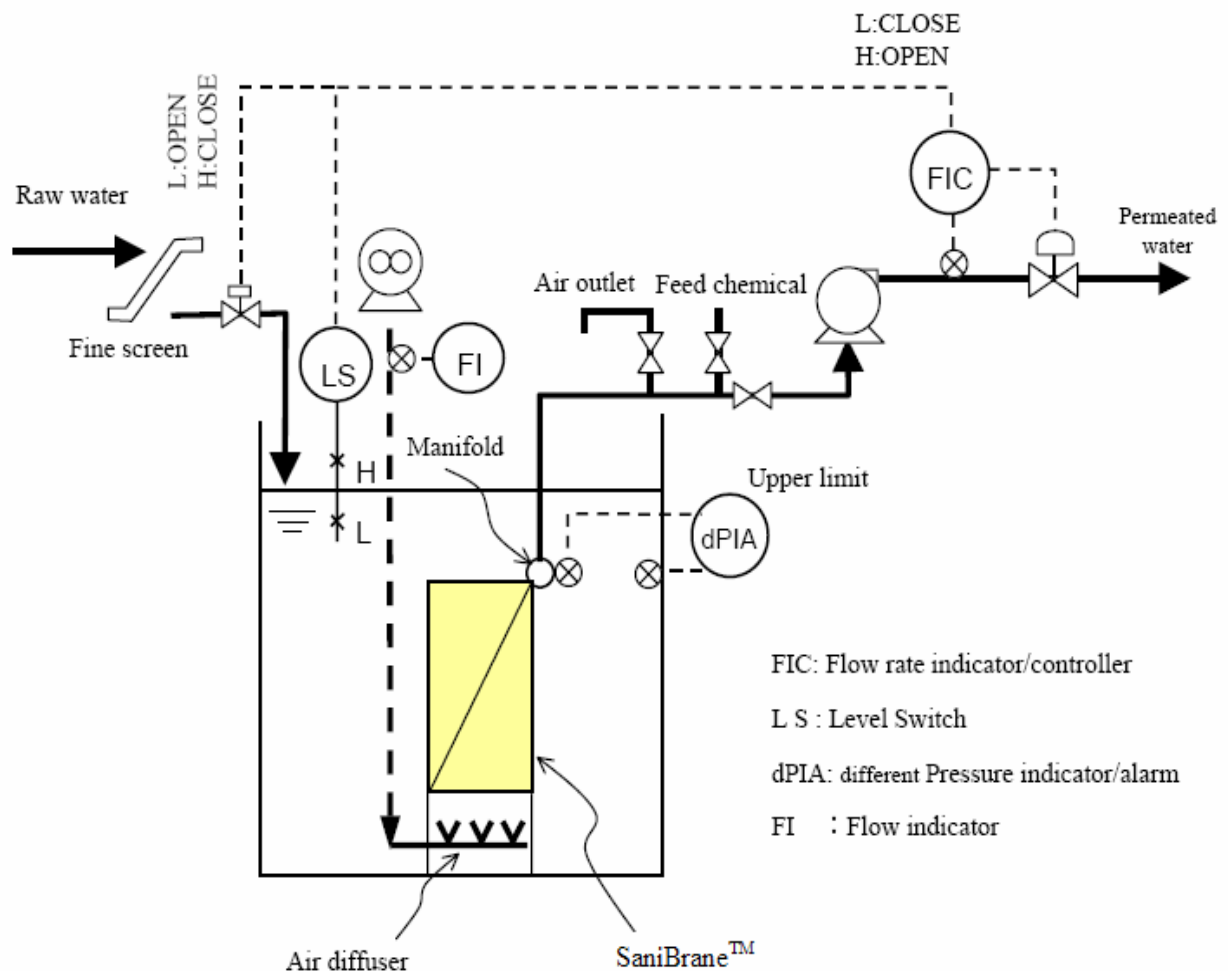 L:CLOSE
H:OPEN
L:OPEN
H:CLOSE
Raw water
FIC
Permeated
water
Air outlet
Feed chemical
Fine screen
LS
FI
Manifold
H
L
Upper limit
dPIA
FIC: Flow rate indicator/controller
L S : Level Switch
dPIA: different Pressure indicator/alarm
FI : Flow indicator
Air diffuser
SaniBrane™